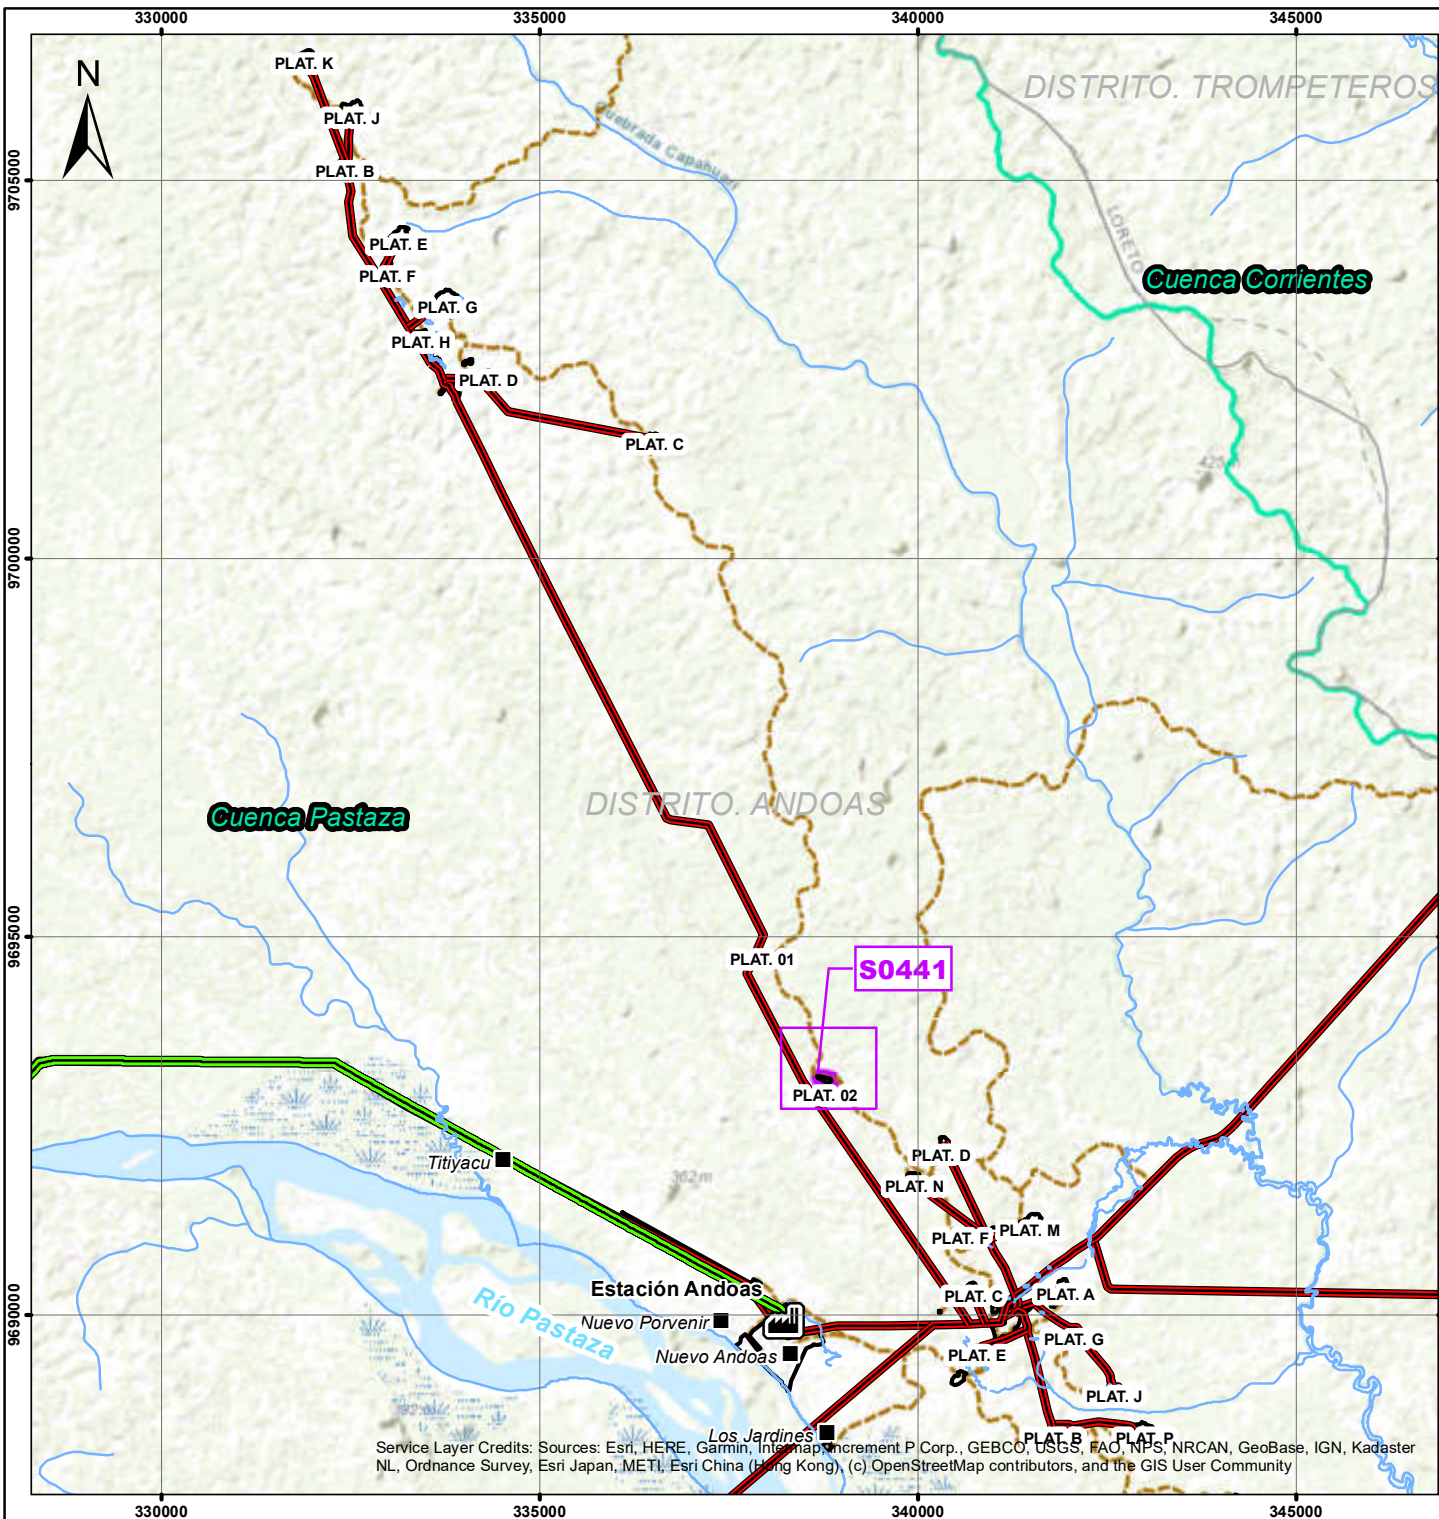 330000
335000
340000
345000
N
PLAT. K
DISTRITO. TROMPETEROS
PLAT. J
Quebrada Capahuari
PLAT. B
9705000
LORETO
PLAT. E
PLAT. F
Cuenca Corrientes
PLAT. G
PLAT. H
PLAT. D
PLAT. C
9700000
DISTRITO. ANDOAS
Cuenca Pastaza
9695000
PLAT. 01
S0441
PLAT. 02
PLAT. D
Titiyacu
362 m
PLAT. N
PLAT. M
PLAT. F
Estación Andoas
PLAT. C
PLAT. A
9690000
Río Pastaza
Nuevo Porvenir
PLAT. G
Nuevo Andoas
PLAT. E
PLAT. J
Los Jardines
PLAT. B
PLAT. P
Service Layer Credits: Sources: Esri, HERE, Garmin, Intermap, increment P Corp., GEBCO, USGS, FAO, NPS, NRCAN, GeoBase, IGN, Kadaster
NL, Ordnance Survey, Esri Japan, METI, Esri China (Hong Kong), (c) OpenStreetMap contributors, and the GIS User Community
330000
335000
340000
345000